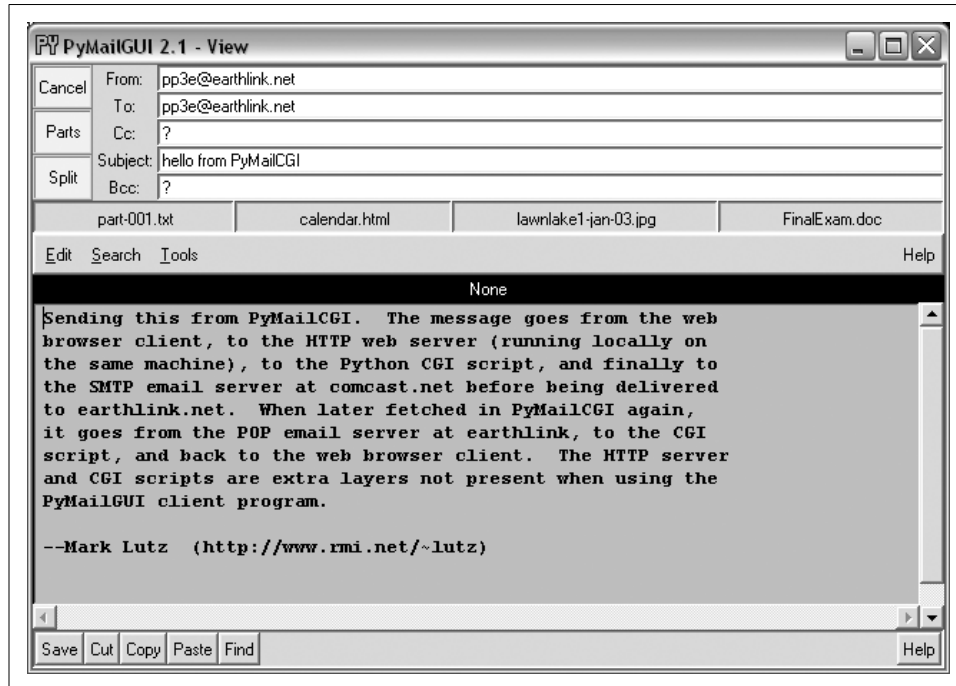 PY PyMailGUI 2.1 - View
Cancel
From: pp3e@earthlink.net
To: pp3e@earthlink.net
Parts
Cc: ?
Subject: hello from PyMailCGI
Split
Bcc: ?
part-001.txt calendar.html lawnlake1-jan-03.jpg FinalExam.doc
Edit Search Tools Help
None
Sending this from PyMailCGI.  The message goes from the web
browser client, to the HTTP web server (running locally on
the same machine), to the Python CGI script, and finally to
the SMTP email server at comcast.net before being delivered
to earthlink.net.  When later fetched in PyMailCGI again,
it goes from the POP email server at earthlink, to the CGI
script, and back to the web browser client.  The HTTP server
and CGI scripts are extra layers not present when using the
PyMailGUI client program.
--Mark Lutz  (http://www.rmi.net/~lutz)
Save Cut Copy Paste Find Help